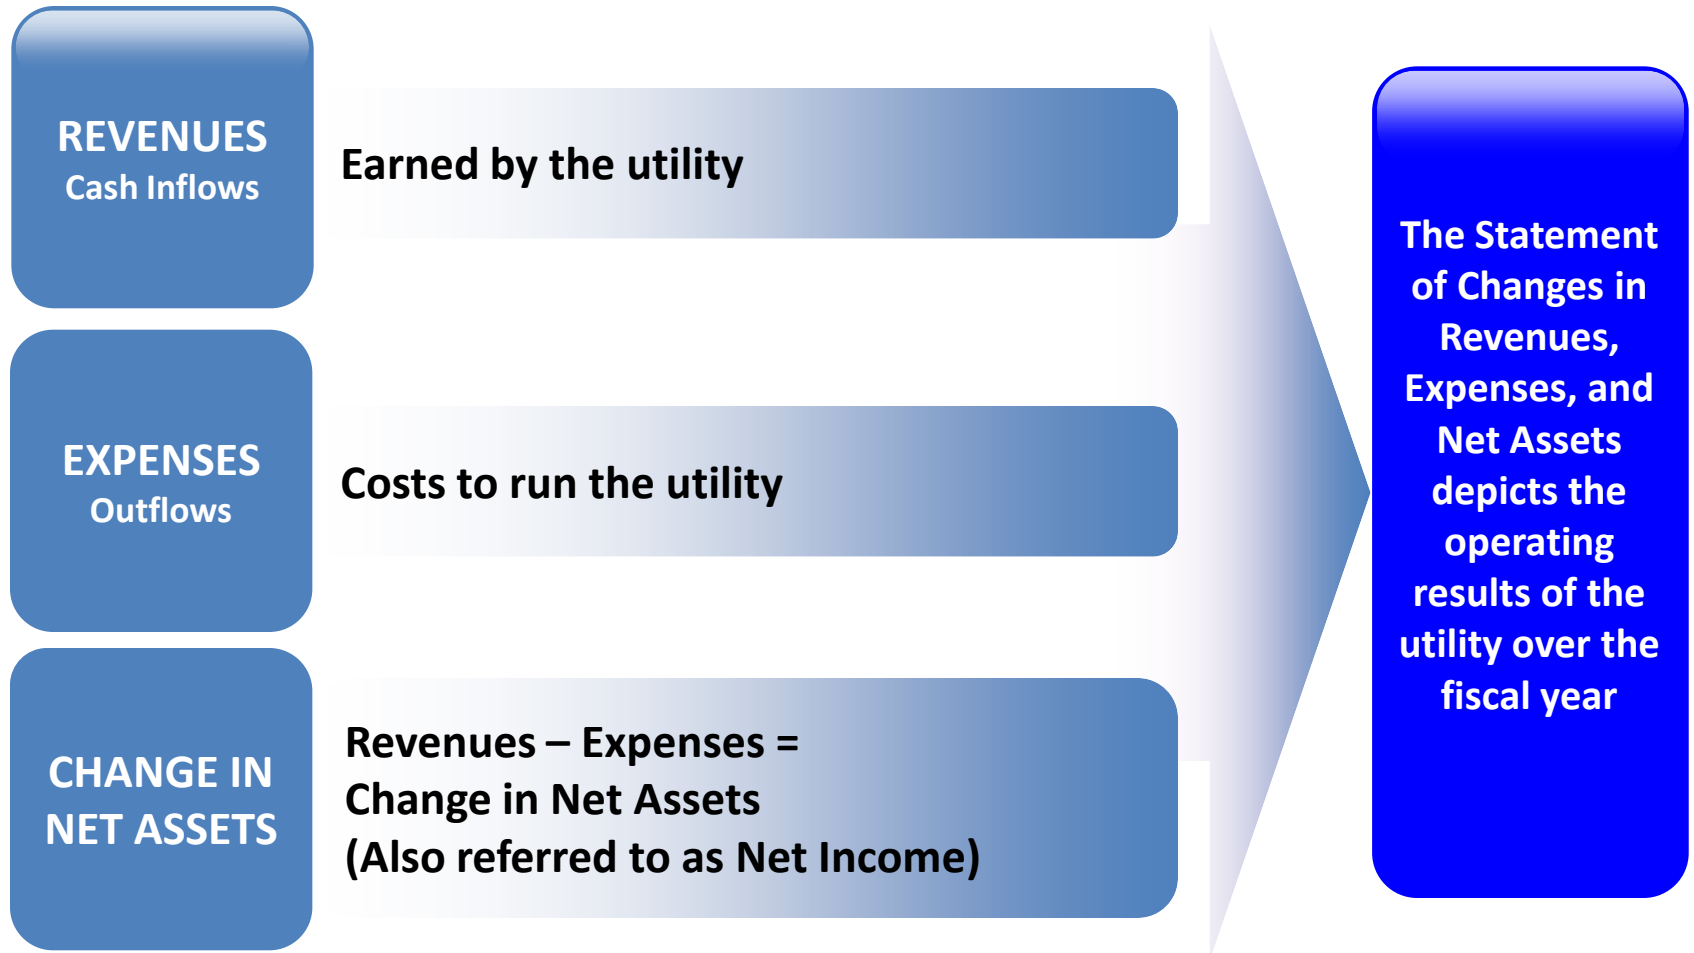 REVENUES
Cash Inflows
Earned by the utility
EXPENSES
Outflows
Costs to run the utility
CHANGE IN
NET ASSETS
Revenues – Expenses =
Change in Net Assets
(Also referred to as Net Income)
The Statement
of Changes in
Revenues,
Expenses, and
Net Assets
depicts the
operating
results of the
utility over the
fiscal year